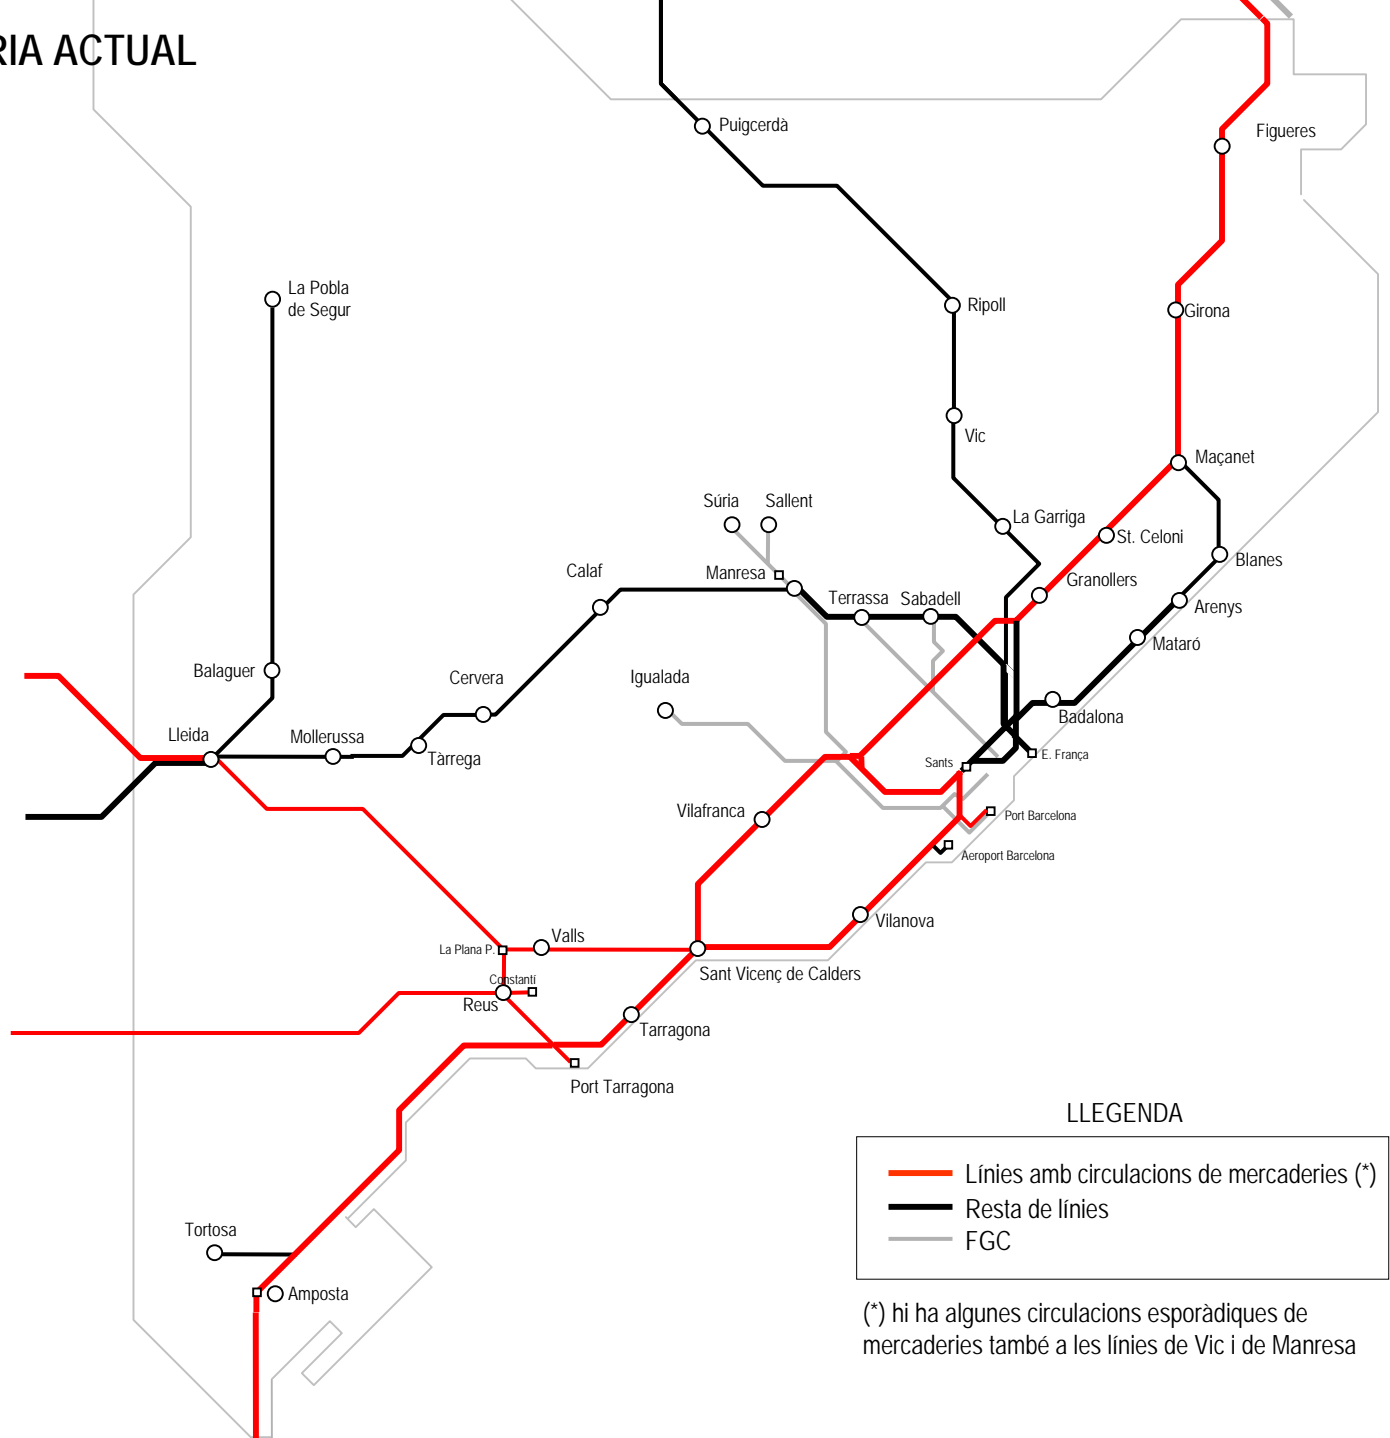 RIA ACTUAL
Puigcerdà
Figueres
La Pobla
de Segur
Ripoll
Girona
Vic
Maçanet
Súria
Sallent
La Garriga
St. Celoni
Blanes
Calaf
Manresa
Granollers
Terrassa
Sabadell
Arenys
Mataró
Balaguer
Cervera
Igualada
Badalona
Lleida
Mollerussa
Tàrrega
Sants
E. França
Vilafranca
Port Barcelona
Aeroport Barcelona
Vilanova
Valls
La Plana P.
Sant Vicenç de Calders
Constantí
Reus
Tarragona
Port Tarragona
LLEGENDA
Línies amb circulacions de mercaderies (*)
Resta de línies
FGC
Tortosa
Amposta
(*) hi ha algunes circulacions esporàdiques de
mercaderies també a les línies de Vic i de Manresa